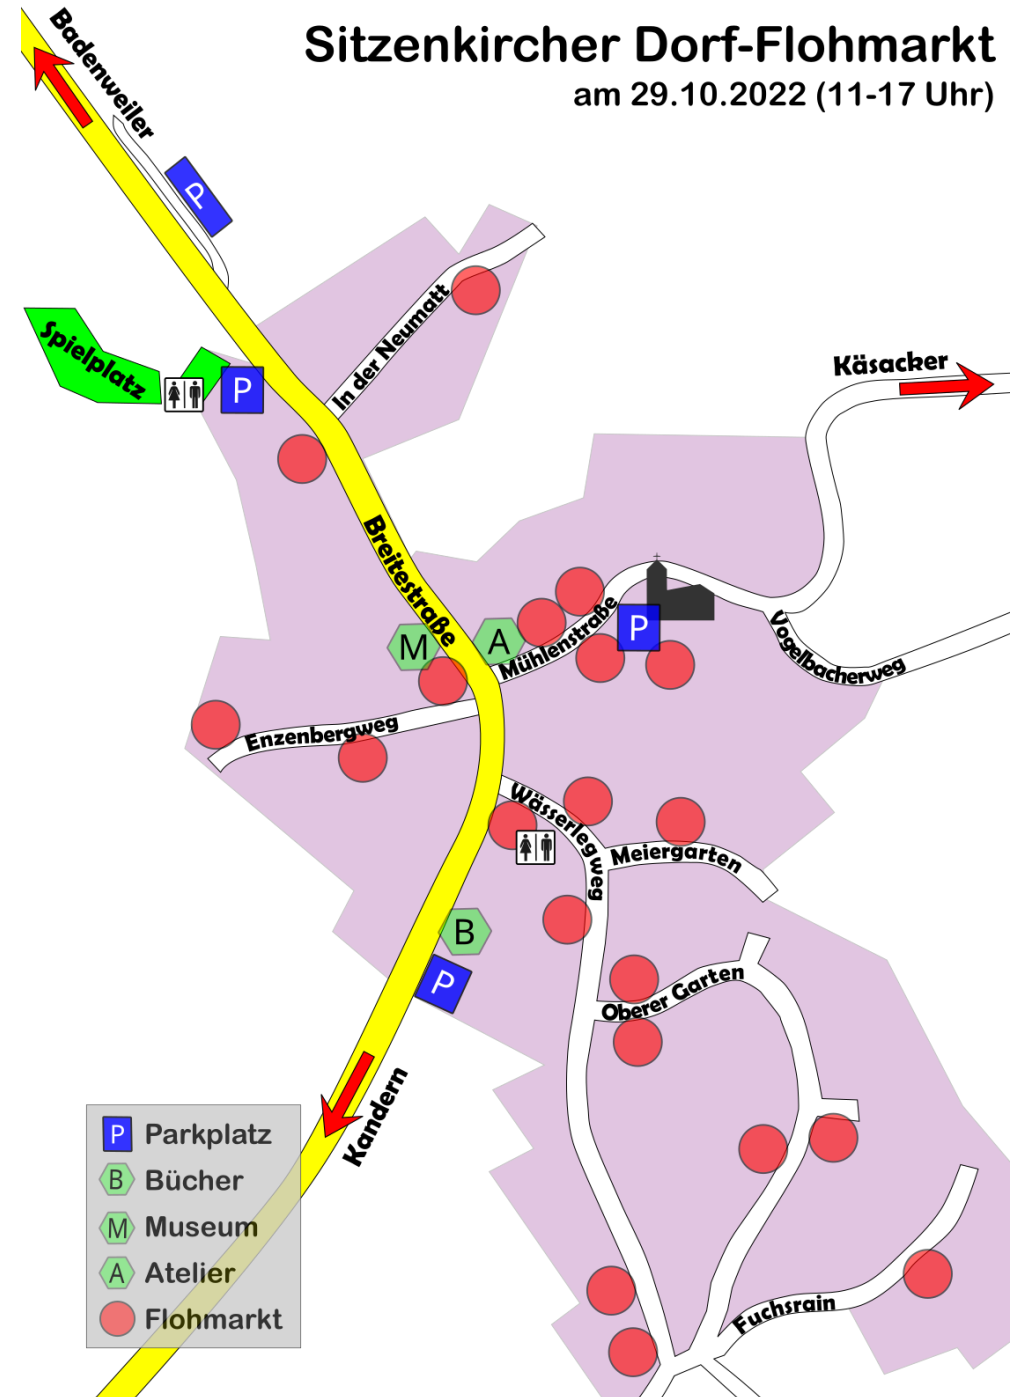 Sitzenkircher Dorf-Flohmarkt
am 29.10.2022 (11-17 Uhr)
Badenweiler
P
Spielplatz
P
In der Neumatt
Käsacker
Breitestraße
M
A
Mühlenstraße
P
Vogelbacherweg
Enzenbergweg
Wässerlegweg
Meiergarten
B
P
Oberer Garten
Kandern
Fuchsrain
P Parkplatz
B Bücher
M Museum
A Atelier
Flohmarkt